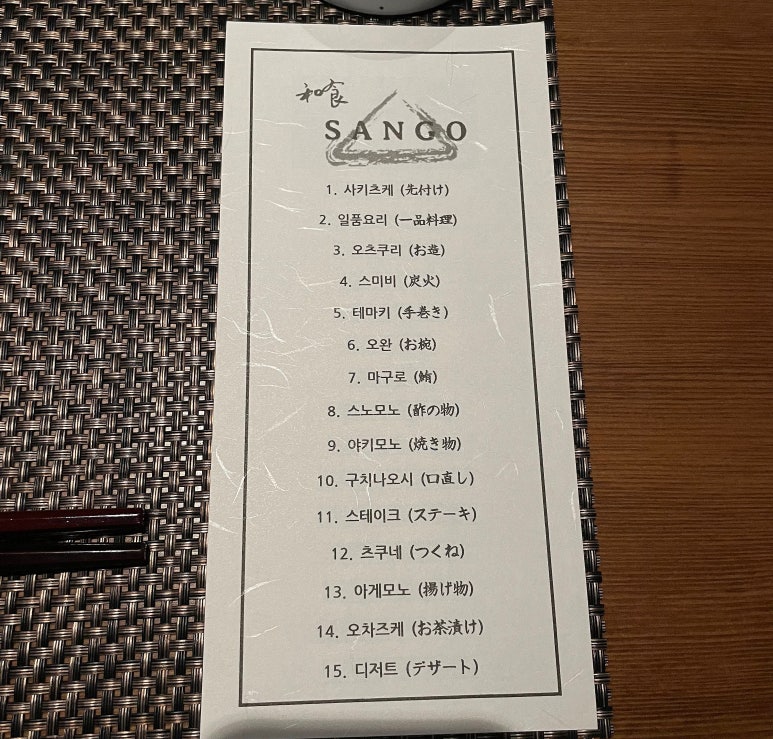 和食
SANGO
1. 사키츠케 (先付け)
2. 일품요리 (一品料理)
3. 오츠쿠리 (お造)
4. 스미비 (炭火)
5. 테마키 (手巻き)
6. 오완 (お椀)
7. 마구로 (鮪)
8. 스노모노 (酢の物)
9. 야키모노 (焼き物)
10. 구치나오시 (口直し)
11. 스테이크 (ステーキ)
12. 츠쿠네 (つくね)
13. 아게모노 (揚げ物)
14. 오차즈케 (お茶漬け)
15. 디저트 (デザート)